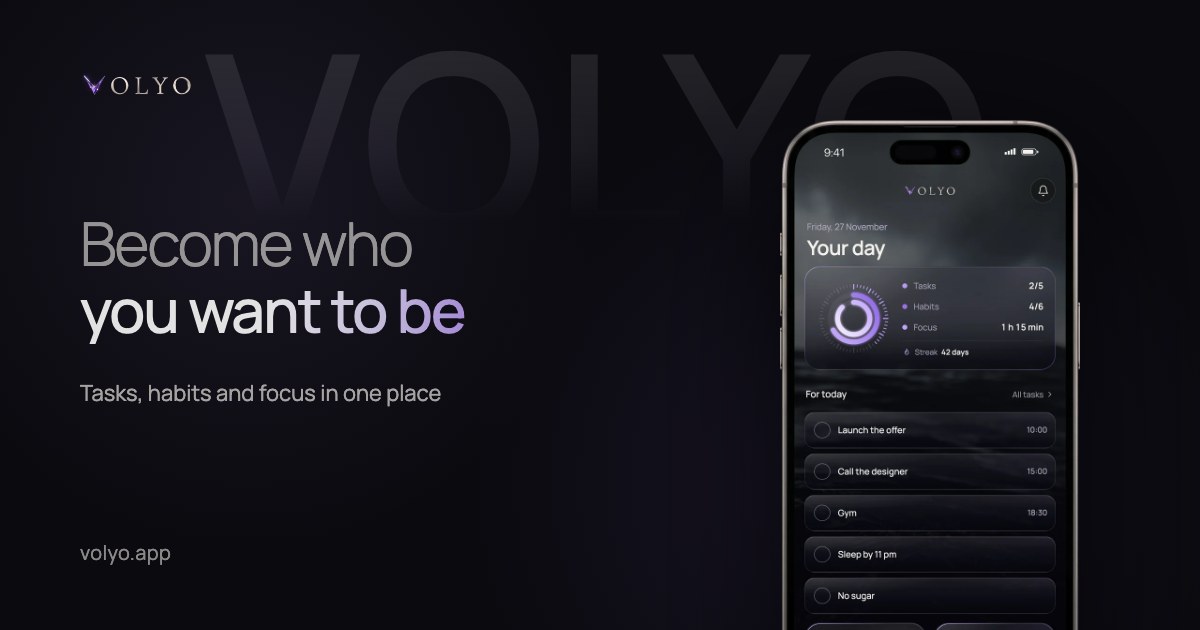 VOLYO
VOLYO
Become who
you want to be
Tasks, habits and focus in one place
volyo.app
9:41
VOLYO
Friday, 27 November
Your day
Tasks 2/5
Habits 4/6
Focus 1 h 15 min
Streak 42 days
For today All tasks >
Launch the offer 10:00
Call the designer 15:00
Gym 18:30
Sleep by 11 pm
No sugar